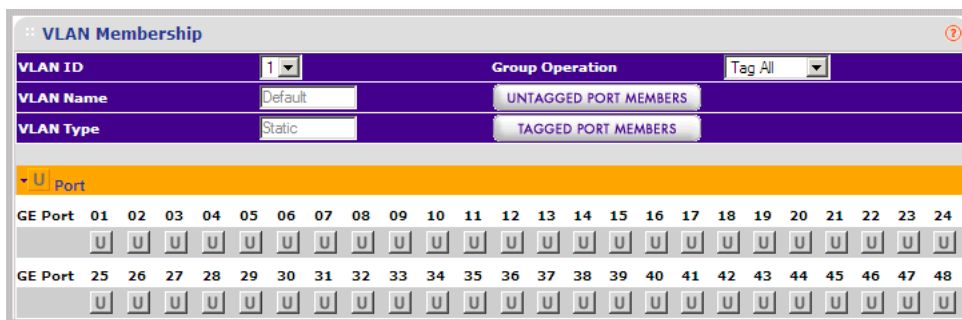 VLAN Membership ?
VLAN ID 1 Group Operation Tag All
VLAN Name Default UNTAGGED PORT MEMBERS
VLAN Type Static TAGGED PORT MEMBERS
U Port
GE Port 01 02 03 04 05 06 07 08 09 10 11 12 13 14 15 16 17 18 19 20 21 22 23 24
U U U U U U U U U U U U U U U U U U U U U U U U
GE Port 25 26 27 28 29 30 31 32 33 34 35 36 37 38 39 40 41 42 43 44 45 46 47 48
U U U U U U U U U U U U U U U U U U U U U U U U